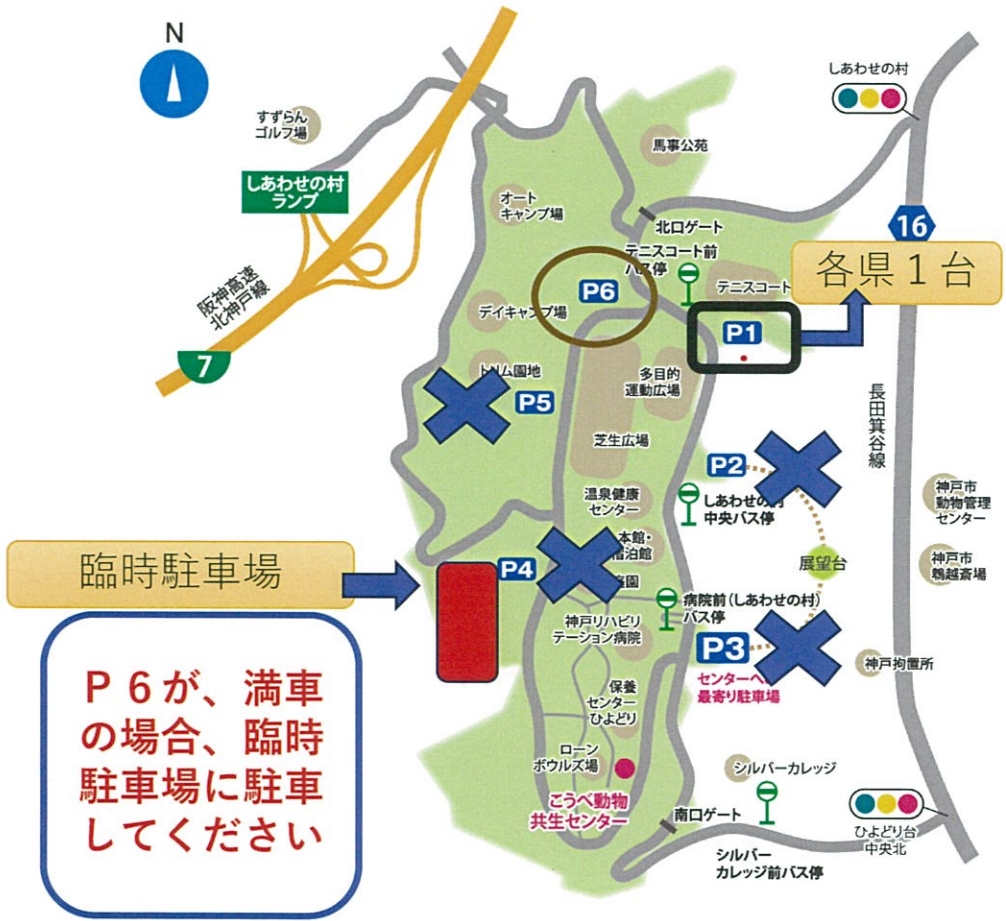 N
しあわせの村
すずらん
ゴルフ場
馬事公苑
しあわせの村
ランプ
オート
キャンプ場
北口ゲート
16
テニスコート前
バス停
各県1台
テニスコート
阪神高速
北神戸線
P6
デイキャンプ場
P1
7
トリム園地
多目的
運動広場
P5
長田箕谷線
芝生広場
P2
温泉健康
センター
しあわせの村
中央バス停
神戸市
動物管理
センター
本館・
宿泊館
臨時駐車場
P4
展望台
神戸市
鵯越斎場
園
病院前(しあわせの村)
バス停
神戸リハビリ
テーション病院
P3
神戸拘置所
センターへ
最寄り駐車場
P6が、満車
の場合、臨時
駐車場に駐車
してください
保養
センター
ひよどり
ローン
ボウルズ場
シルバーカレッジ
こうべ動物
共生センター
南口ゲート
ひよどり台
中央北
シルバー
カレッジ前バス停